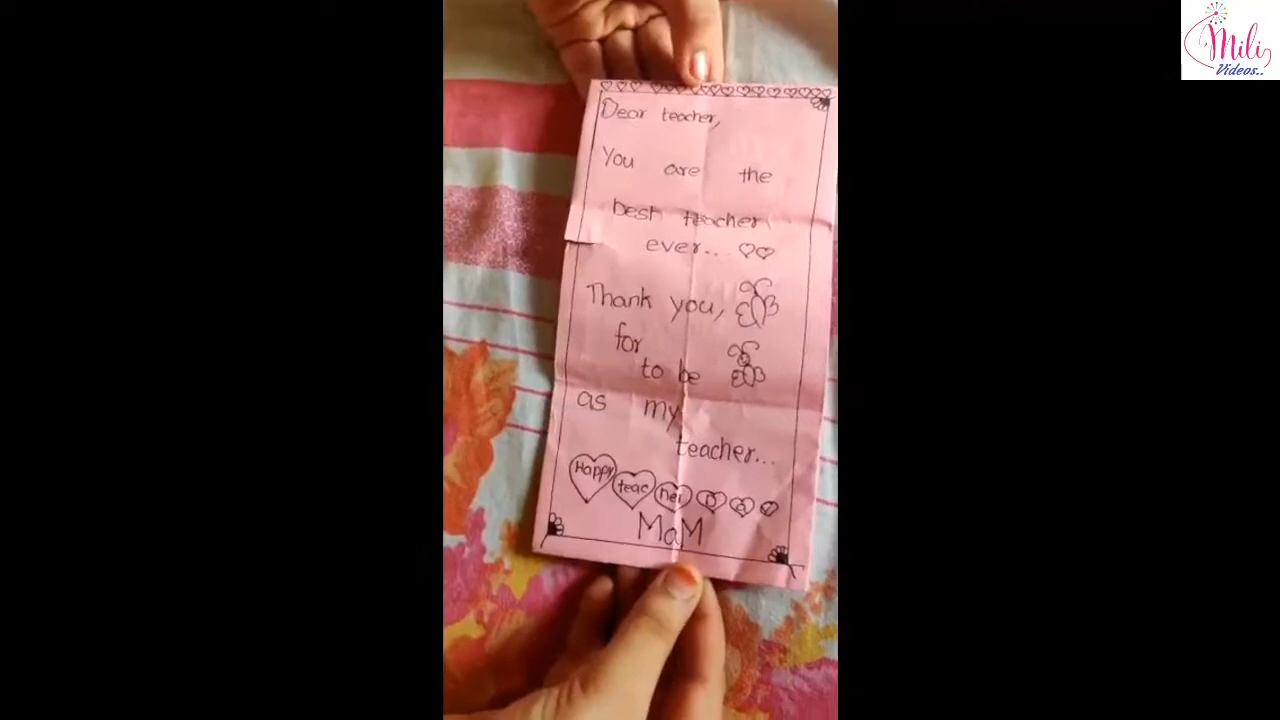 Dear teacher,
You are the
best teacher
ever...
Thank you,
for
to be
as my
teacher...
Happy teac her D a y
MaM
Mili
Videos..